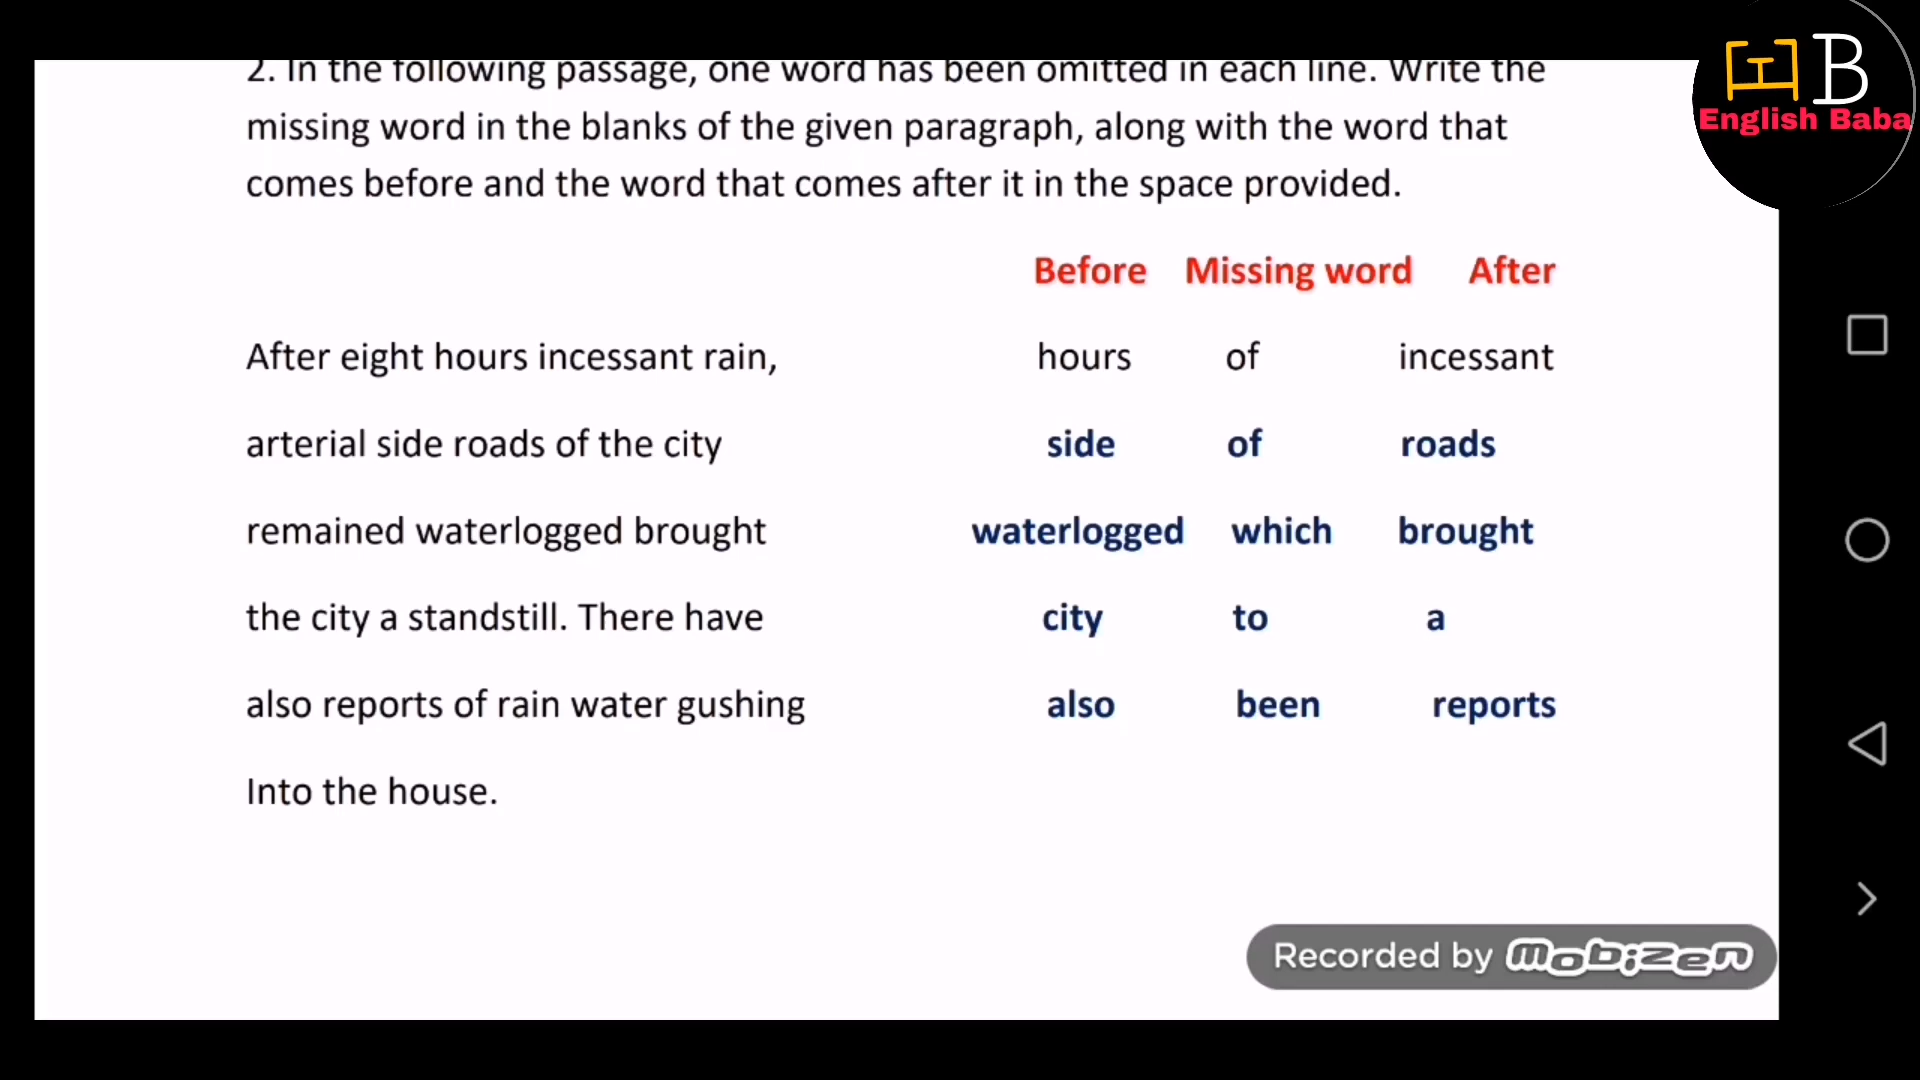 2. In the following passage, one word has been omitted in each line. Write the
missing word in the blanks of the given paragraph, along with the word that
comes before and the word that comes after it in the space provided.
Before Missing word After
After eight hours incessant rain, hours of incessant
arterial side roads of the city side of roads
remained waterlogged brought waterlogged which brought
the city a standstill. There have city to a
also reports of rain water gushing also been reports
Into the house.
EB
English Baba
Recorded by mobizen